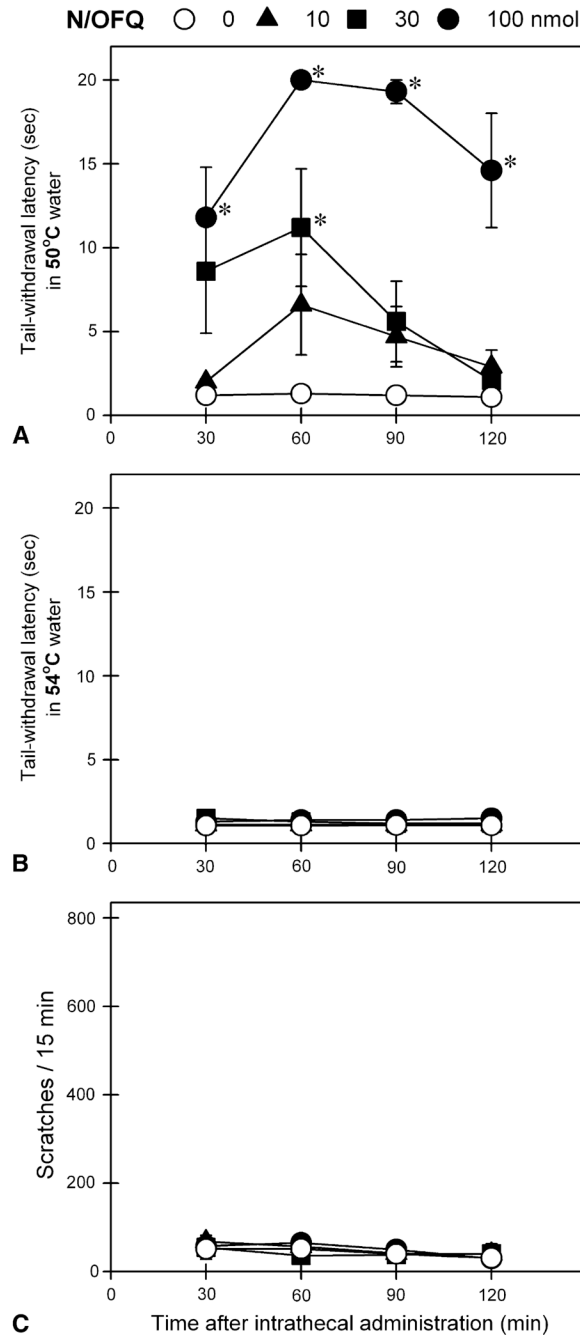 N/OFQ 0 10 30 100 nmol
Tail-withdrawal latency (sec)
in 50°C water
20
15
10
5
0
* * * *
*
A
0 30 60 90 120
Tail-withdrawal latency (sec)
in 54°C water
20
15
10
5
0
B
0 30 60 90 120
Scratches / 15 min
800
600
400
200
0
0 30 60 90 120
C
Time after intrathecal administration (min)